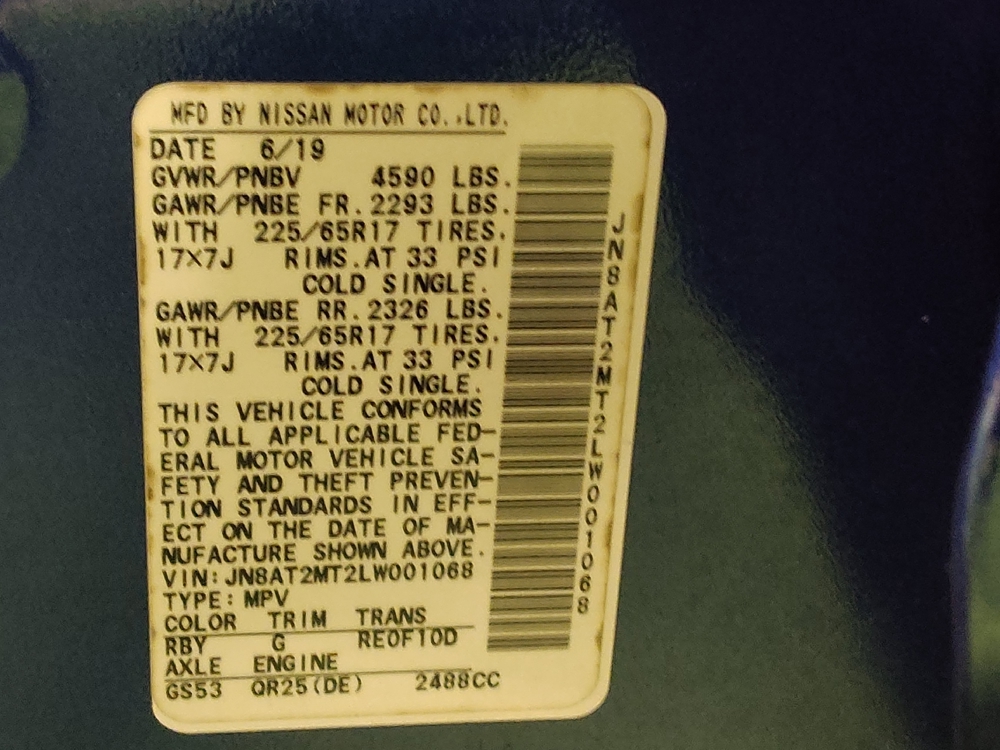 MFD BY NISSAN MOTOR CO.,LTD.
DATE 6/19
GVWR/PNBV 4590 LBS.
GAWR/PNBE FR.2293 LBS.
WITH 225/65R17 TIRES.
17×7J RIMS.AT 33 PSI
COLD SINGLE.
GAWR/PNBE RR.2326 LBS.
WITH 225/65R17 TIRES.
17×7J RIMS.AT 33 PSI
COLD SINGLE.
THIS VEHICLE CONFORMS
TO ALL APPLICABLE FED-
ERAL MOTOR VEHICLE SA-
FETY AND THEFT PREVEN-
TION STANDARDS IN EFF-
ECT ON THE DATE OF MA-
NUFACTURE SHOWN ABOVE.
VIN:JN8AT2MT2LW001068
TYPE:MPV
COLOR TRIM TRANS
RBY G RE0F10D
AXLE ENGINE
GS53 QR25(DE) 2488CC
JN8AT2MT2LW001068